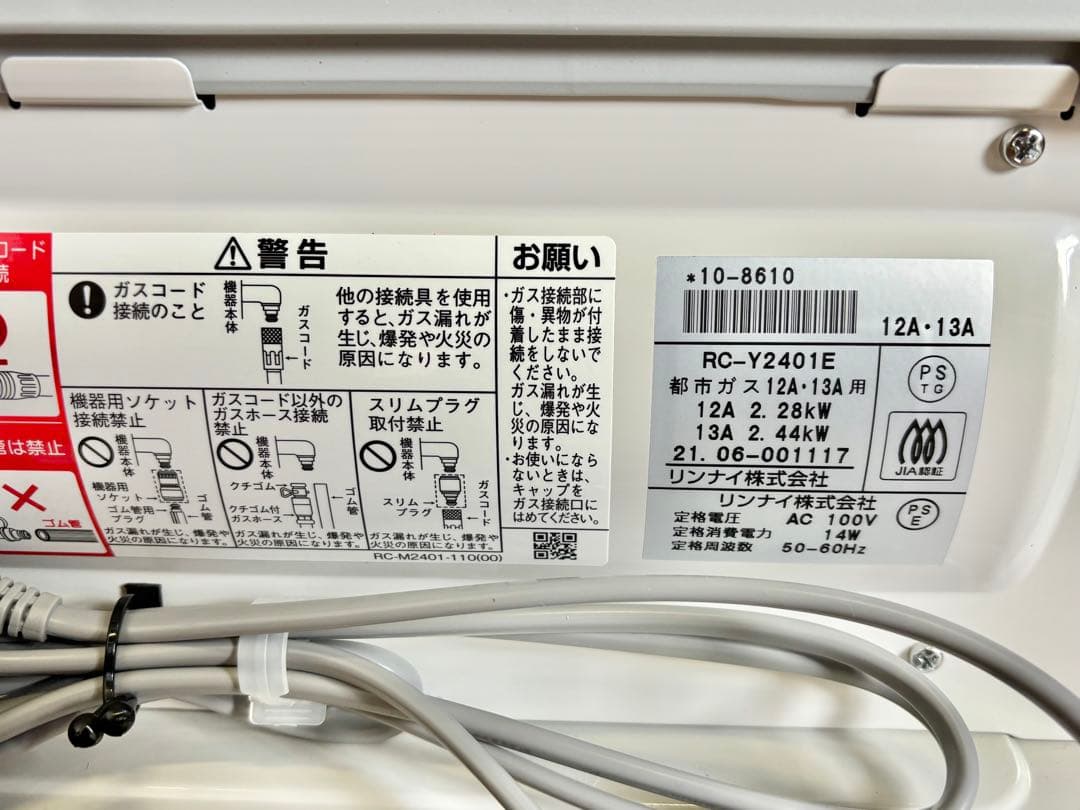 コード
続
2
は禁止
ゴム管
警告
ガスコード
接続のこと
機器本体
ガスコード
他の接続具を使用
すると、ガス漏れが
生じ、爆発や火災の
原因になります。
機器用ソケット
接続禁止
機器本体
機器用
ソケット
ゴム管用
プラグ
ゴム管
ガス漏れが生じ、爆発や
火災の原因になります。
ガスコード以外の
ガスホース接続
禁止
機器本体
クチゴム
クチゴム付
ガスホース
ゴム管
ガス漏れが生じ、爆発や
火災の原因になります。
スリムプラグ
取付禁止
機器本体
スリム
プラグ
ガスコード
ガス漏れが生じ、爆発や
火災の原因になります。
RC-M2401-110(00)
お願い
・ガス接続部に
傷・異物が付
着したまま接
続をしないで
ください。
ガス漏れが生
じ、爆発や火
災の原因にな
ります。
・お使いになら
ないときは、
キャップを
ガス接続口に
はめてください。
*10-8610
12A・13A
RC-Y2401E
都市ガス12A・13A用
12A 2.28kW
13A 2.44kW
21.06-001117
リンナイ株式会社
PS
TG
JIA認証
リンナイ株式会社
定格電圧 AC 100V
定格消費電力 14W
定格周波数 50-60Hz
PS
E